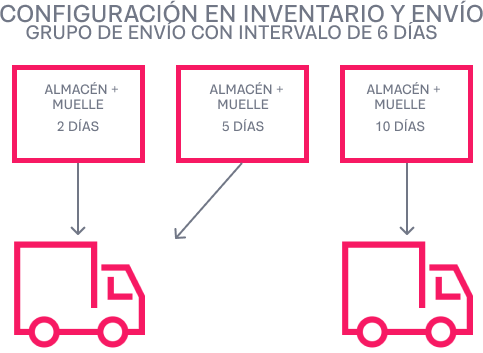 CONFIGURACIÓN EN INVENTARIO Y ENVÍO
GRUPO DE ENVÍO CON INTERVALO DE 6 DÍAS
ALMACÉN +
MUELLE
2 DÍAS
ALMACÉN +
MUELLE
5 DÍAS
ALMACÉN +
MUELLE
10 DÍAS